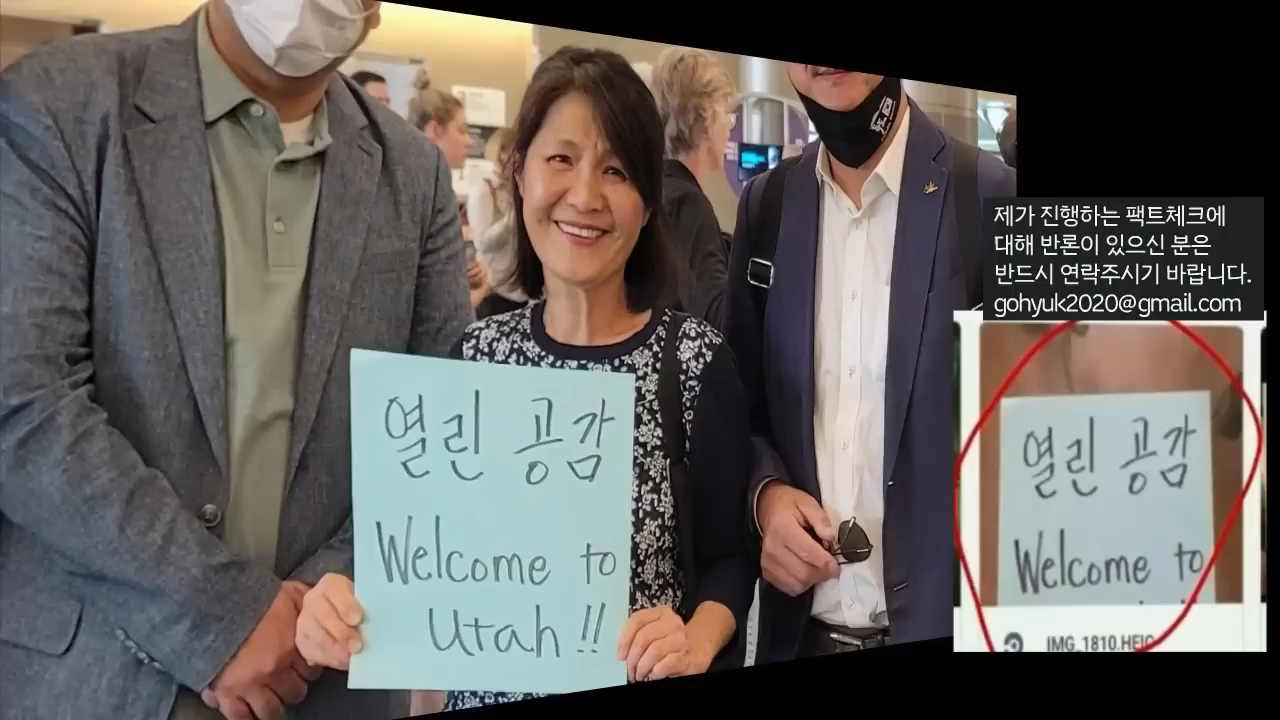 열린 공감
Welcome to
Utah!!
제가 진행하는 팩트체크에
대해 반론이 있으신 분은
반드시 연락주시기 바랍니다.
gohyuk2020@gmail.com
열린 공감
Welcome to
IMG_1810.HEIC